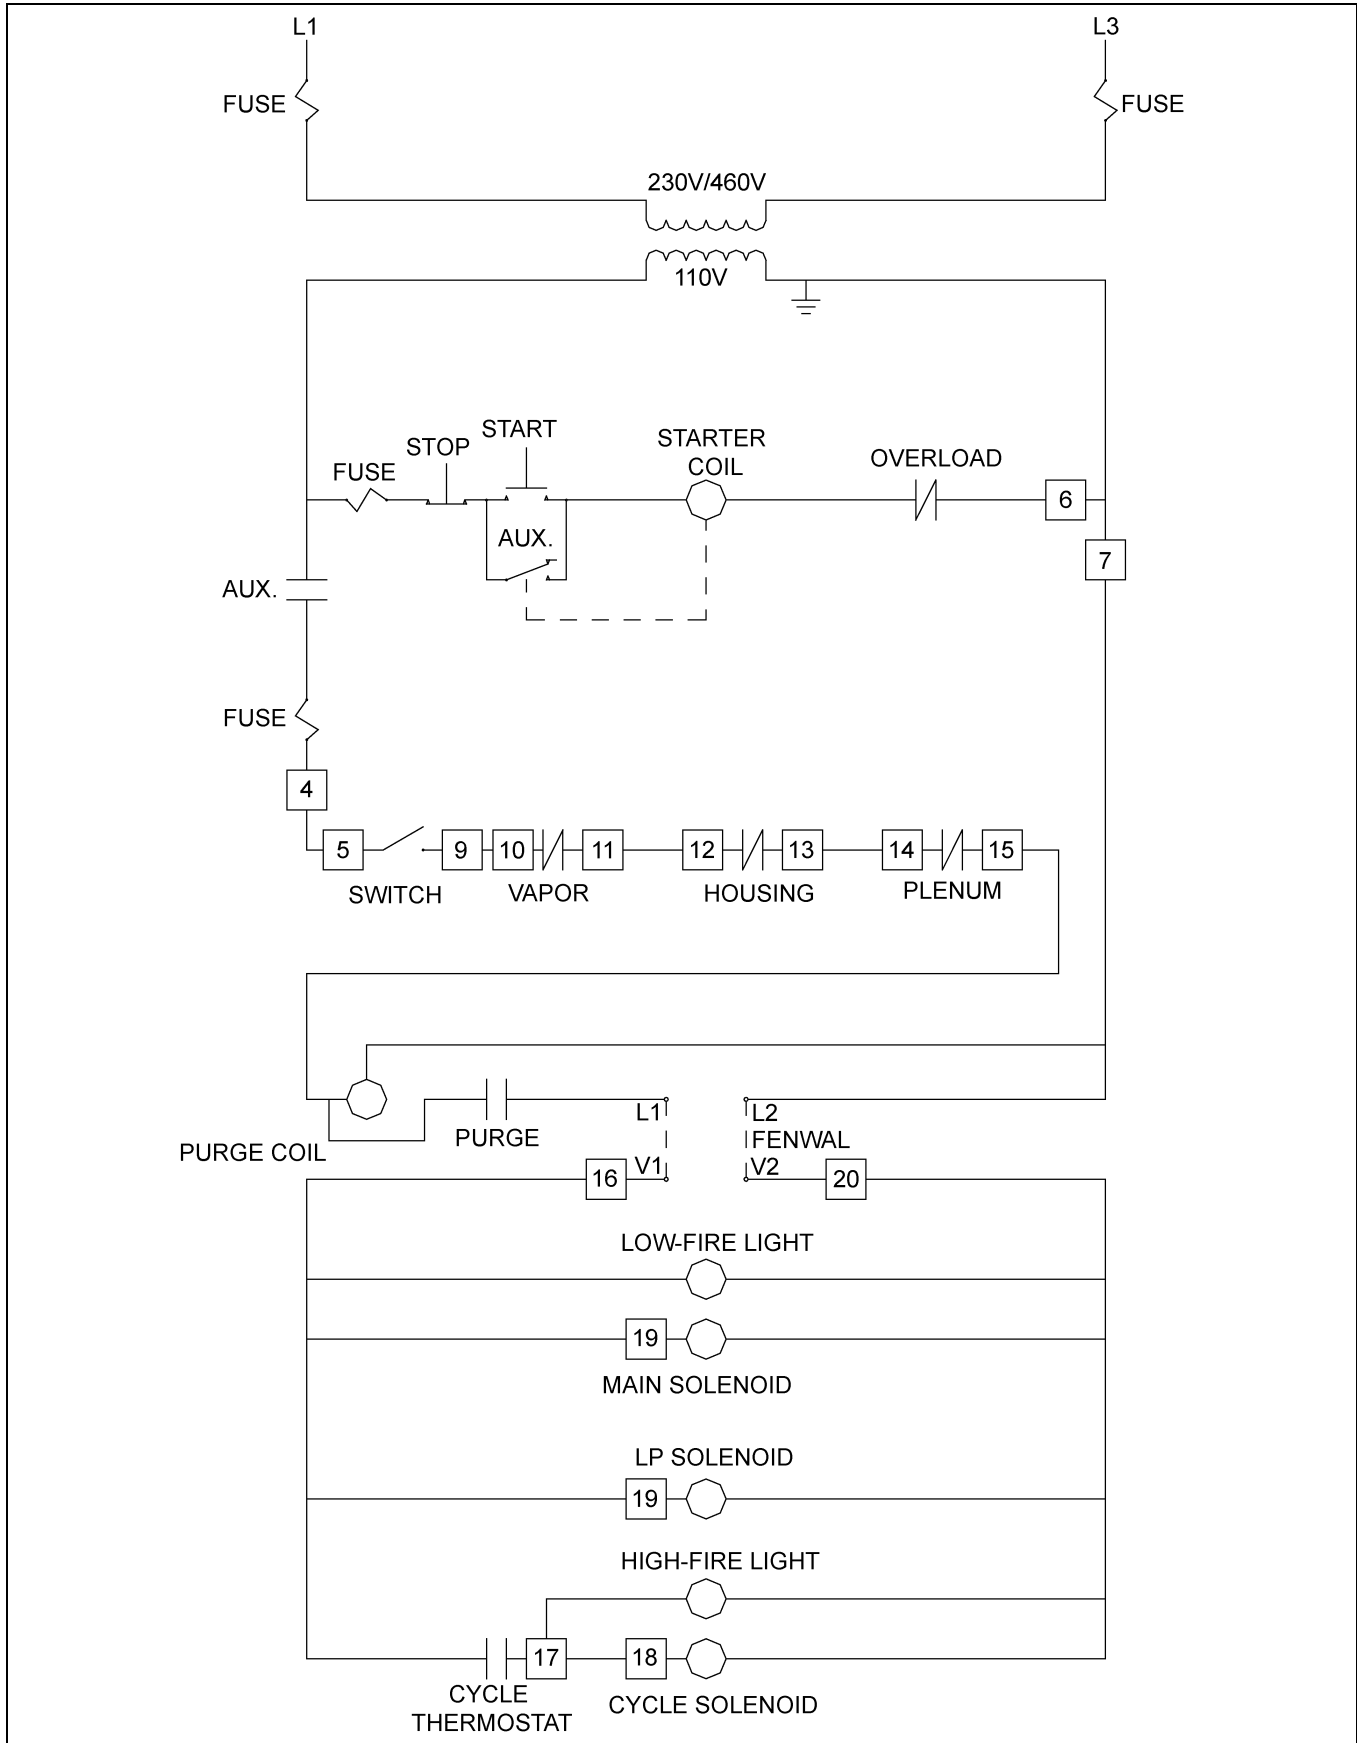 L1
L3
FUSE
FUSE
230V/460V
110V
START
STOP
STARTER
COIL
FUSE
OVERLOAD
6
AUX.
7
AUX.
FUSE
4
5
9
10
11
12
13
14
15
SWITCH
VAPOR
HOUSING
PLENUM
L1
L2
PURGE
FENWAL
PURGE COIL
V1
V2
16
20
LOW-FIRE LIGHT
19
MAIN SOLENOID
LP SOLENOID
19
HIGH-FIRE LIGHT
17
18
CYCLE
THERMOSTAT
CYCLE SOLENOID